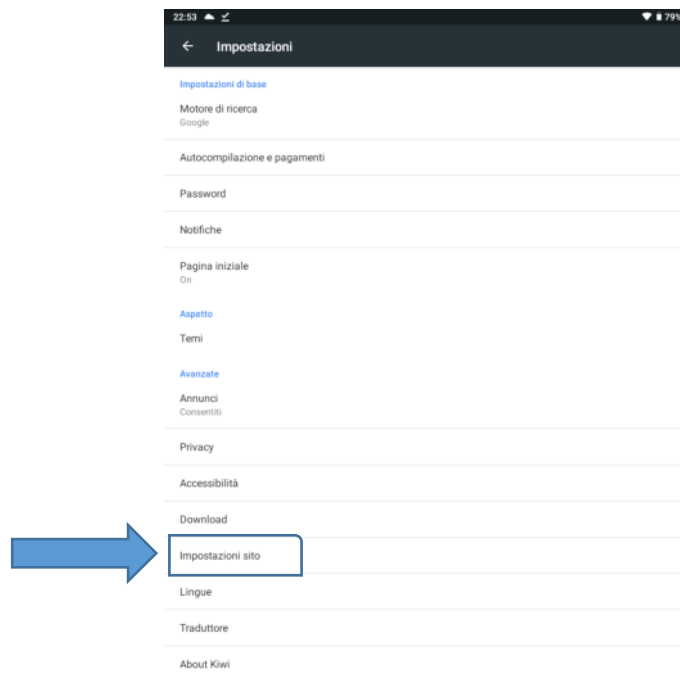 22:53 79%
Impostazioni
Impostazioni di base
Motore di ricerca
Google
Autocompilazione e pagamenti
Password
Notifiche
Pagina iniziale
On
Aspetto
Temi
Avanzate
Annunci
Consentiti
Privacy
Accessibilità
Download
Impostazioni sito
Lingue
Traduttore
About Kiwi